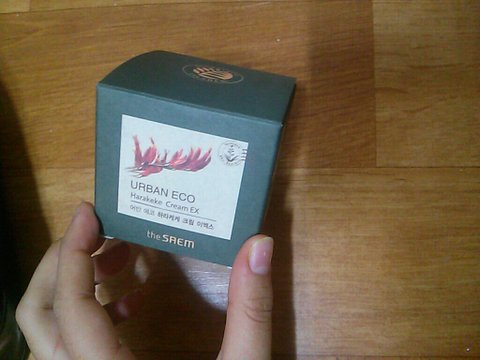 URBAN ECO
Harakeke Cream EX
어반 에코 하라케케 크림 이엑스
the SAEM